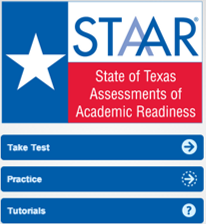 STAAR®
State of Texas
Assessments of
Academic Readiness
Take Test
Practice
Tutorials
?